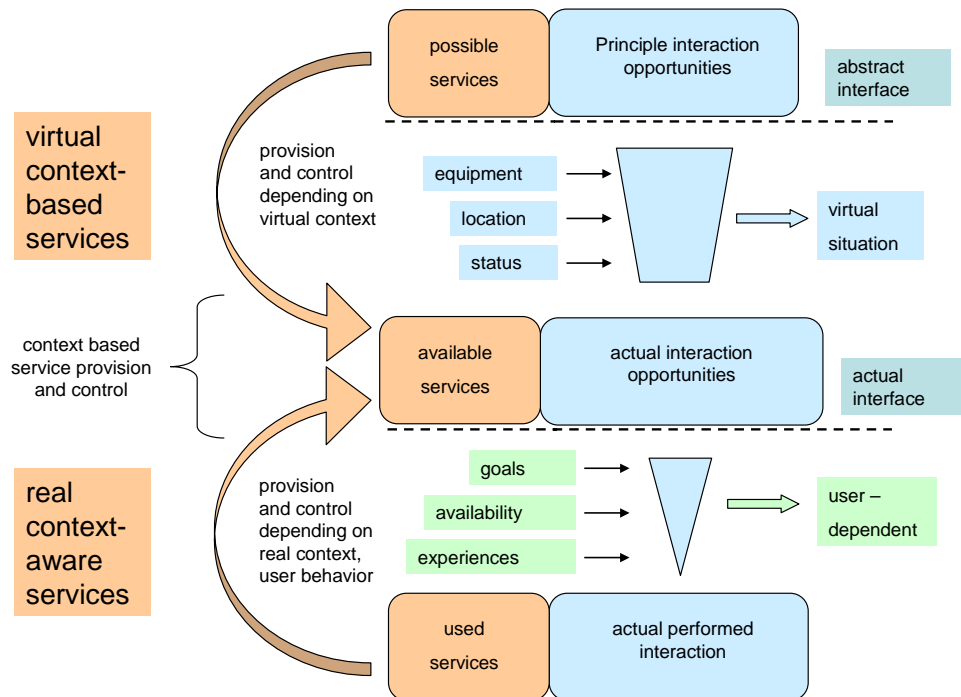 possible
services
Principle interaction
opportunities
abstract
interface
virtual
context-
based
services
provision
and control
depending on
virtual context
equipment
location
status
virtual
situation
context based
service provision
and control
available
services
actual interaction
opportunities
actual
interface
real
context-
aware
services
provision
and control
depending on
real context,
user behavior
goals
availability
experiences
user –
dependent
used
services
actual performed
interaction